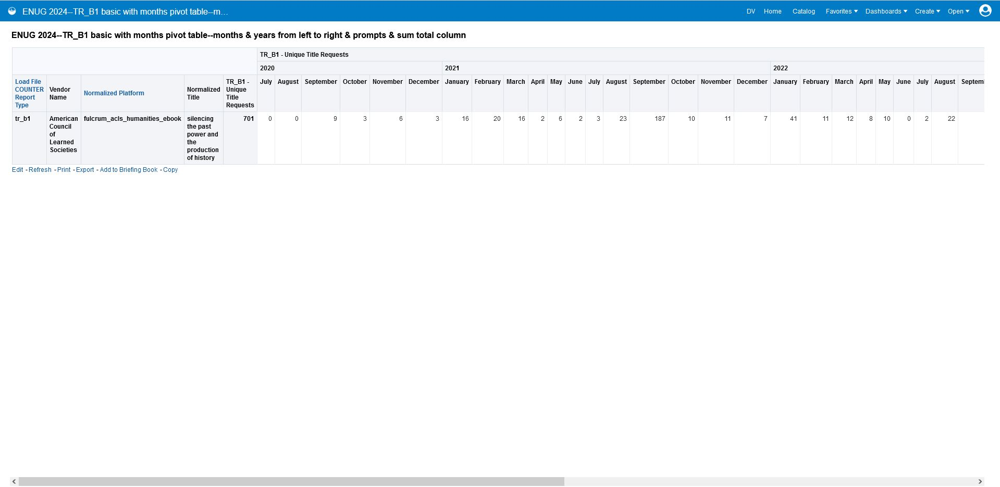 ENUG 2024--TR_B1 basic with months pivot table--m...
DV Home Catalog Favorites Dashboards Create Open
ENUG 2024--TR_B1 basic with months pivot table--months & years from left to right & prompts & sum total column
TR_B1 - Unique Title Requests
2020 2021 2022
Load File COUNTER Report Type Vendor Name Normalized Platform Normalized Title TR_B1 - Unique Title Requests July August September October November December January February March April May June July August September October November December January February March April May June July August Septem
tr_b1 American Council of Learned Societies fulcrum_acls_humanities_ebook silencing the past power and the production of history 701 0 0 9 3 6 3 16 20 16 2 6 2 3 23 187 10 11 7 41 11 12 8 10 0 2 22
Edit - Refresh - Print - Export - Add to Briefing Book - Copy